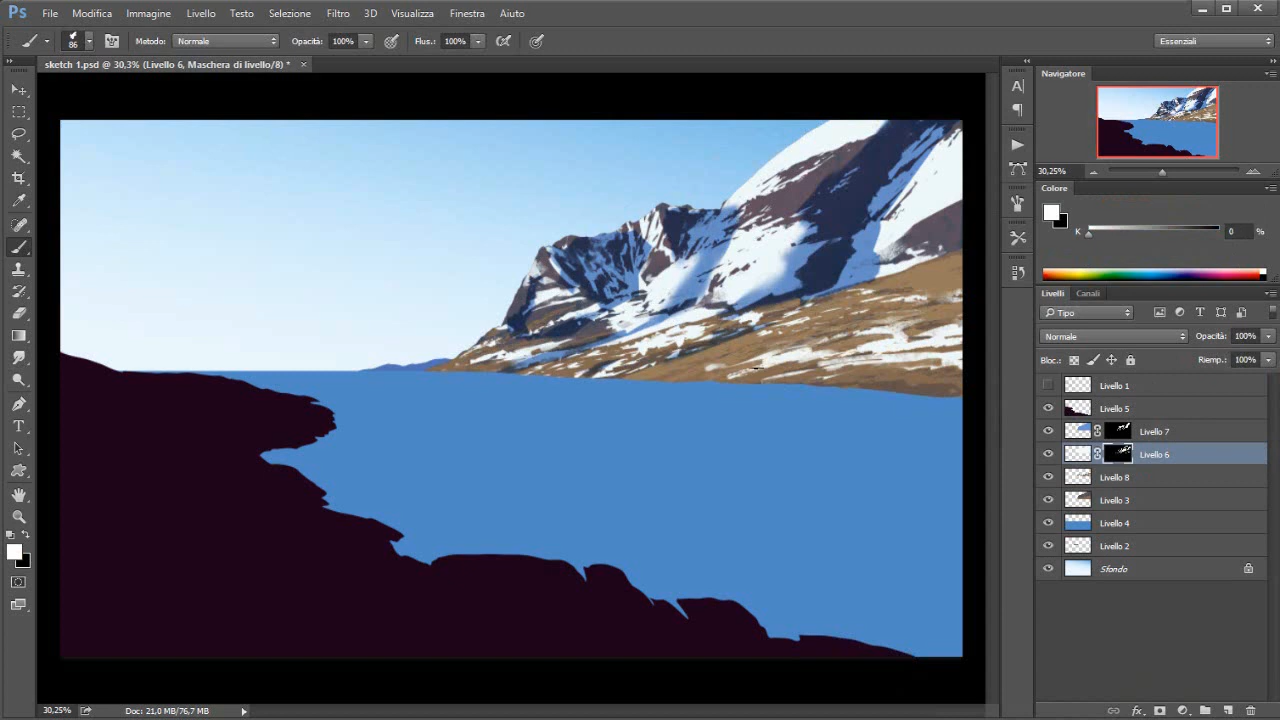 Ps File Modifica Immagine Livello Testo Selezione Filtro 3D Visualizza Finestra Aiuto
86 Metodo: Normale Opacità: 100% Flus.: 100% Essenziali
sketch 1.psd @ 30,3% (Livello 6, Maschera di livello/8) * ×
Navigatore
30,25%
Colore
K 0 %
Livelli Canali
Tipo
Normale Opacità: 100%
Bloc.: Riemp.: 100%
Livello 1
Livello 5
Livello 7
Livello 6
Livello 8
Livello 3
Livello 4
Livello 2
Sfondo
30,25% Doc: 21,0 MB/76,7 MB